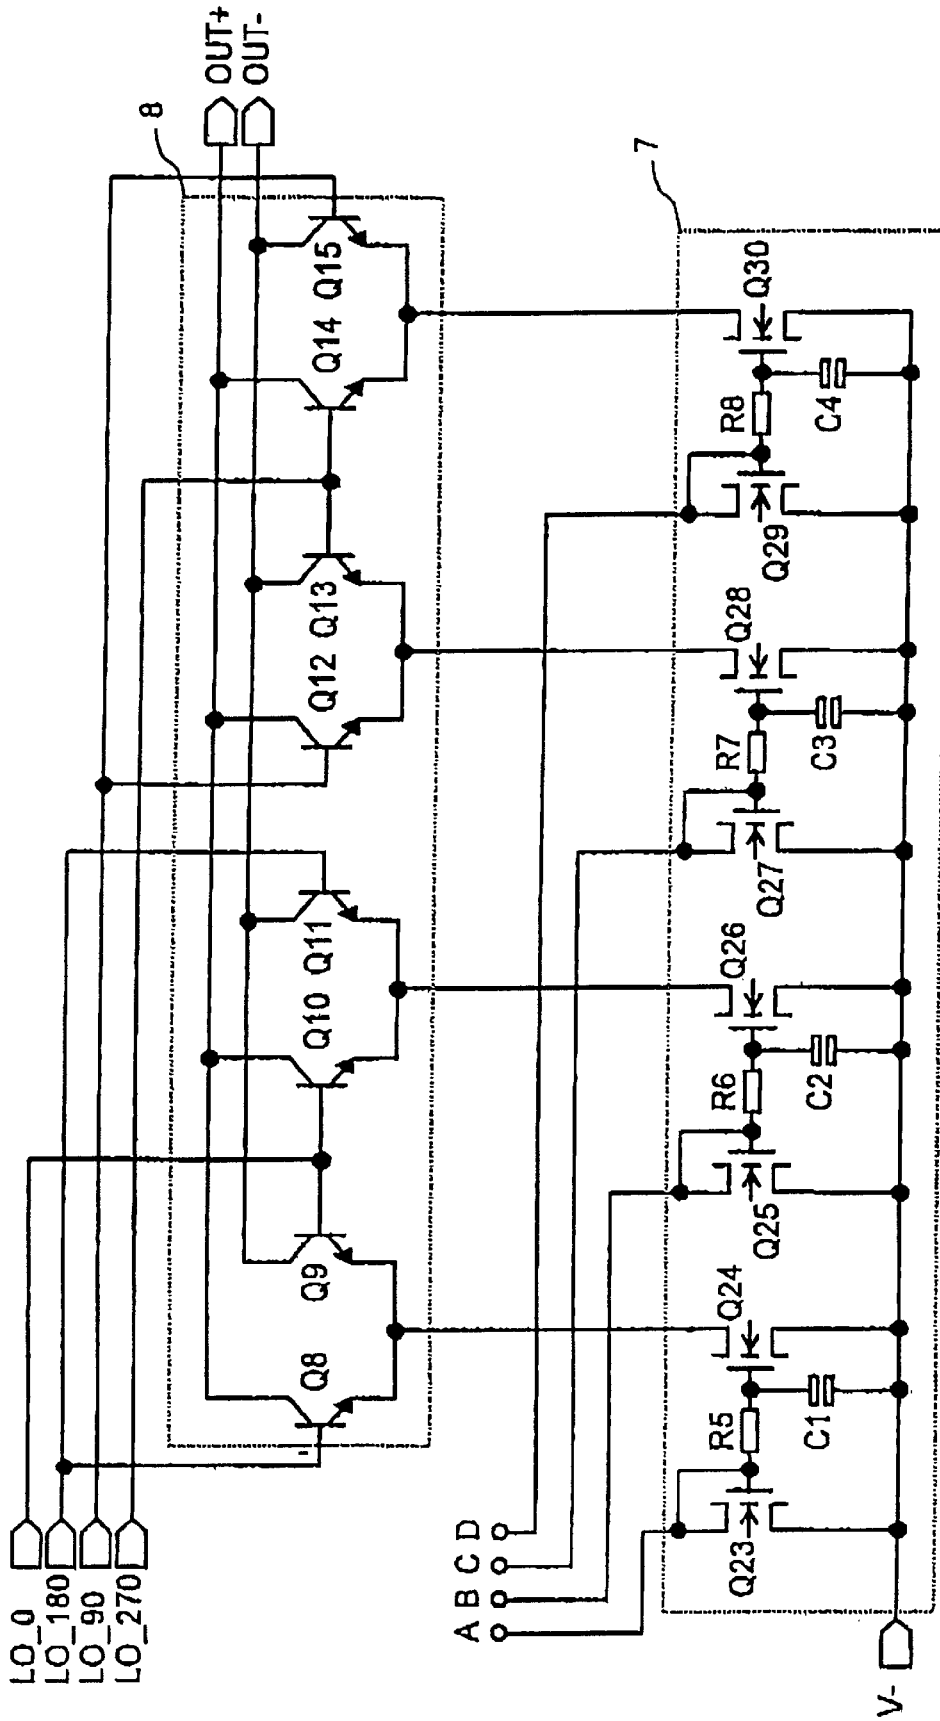 LO_0
LO_180
LO_90
LO_270
OUT+
OUT-
8
Q8
Q9
Q10
Q11
Q12
Q13
Q14
Q15
A
B
C
D
7
Q23
R5
Q24
C1
Q25
R6
Q26
C2
Q27
R7
Q28
C3
Q29
R8
Q30
C4
V-